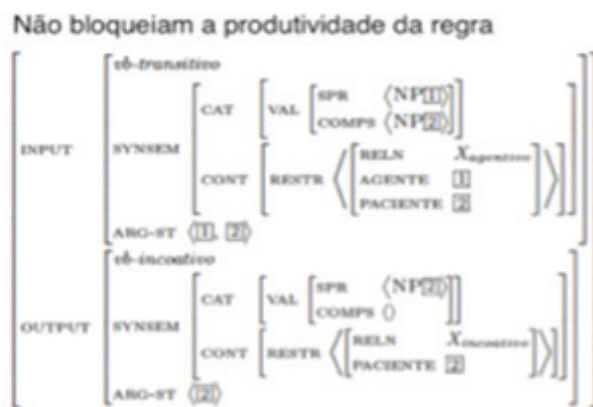 Não bloqueiam a produtividade da regra
vb-transitivo
SPR ⟨NP[1]⟩
CAT VAL
COMPS ⟨NP[2]⟩
INPUT SYNSEM
RELN X agentivo
CONT RESTR AGENTE [1]
PACIENTE [2]
ARG-ST ⟨[1], [2]⟩
vb-incoativo
SPR ⟨NP[2]⟩
CAT VAL
COMPS ⟨⟩
OUTPUT SYNSEM
RELN X incoativo
CONT RESTR
PACIENTE [2]
ARG-ST ⟨[2]⟩